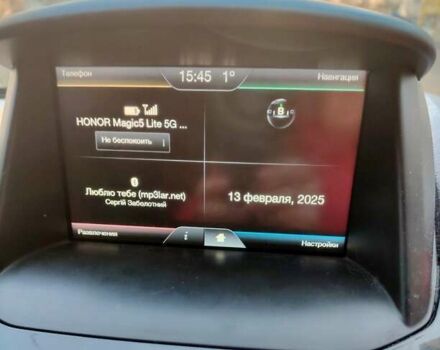 Телефон
15:45 1°
Навигация
HONOR Magic5 Lite 5G ...
Не беспокоить
Люблю тебе (mp3lar.net)
Сергій Заболотний
13 февраля, 2025
Развлечения
i
Настройки